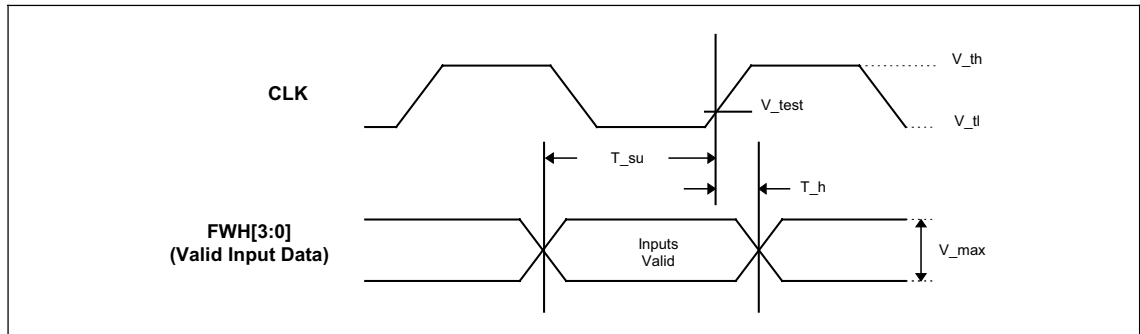 V_th
CLK
V_test
V_tl
T_su
T_h
FWH[3:0]
(Valid Input Data)
Inputs
Valid
V_max